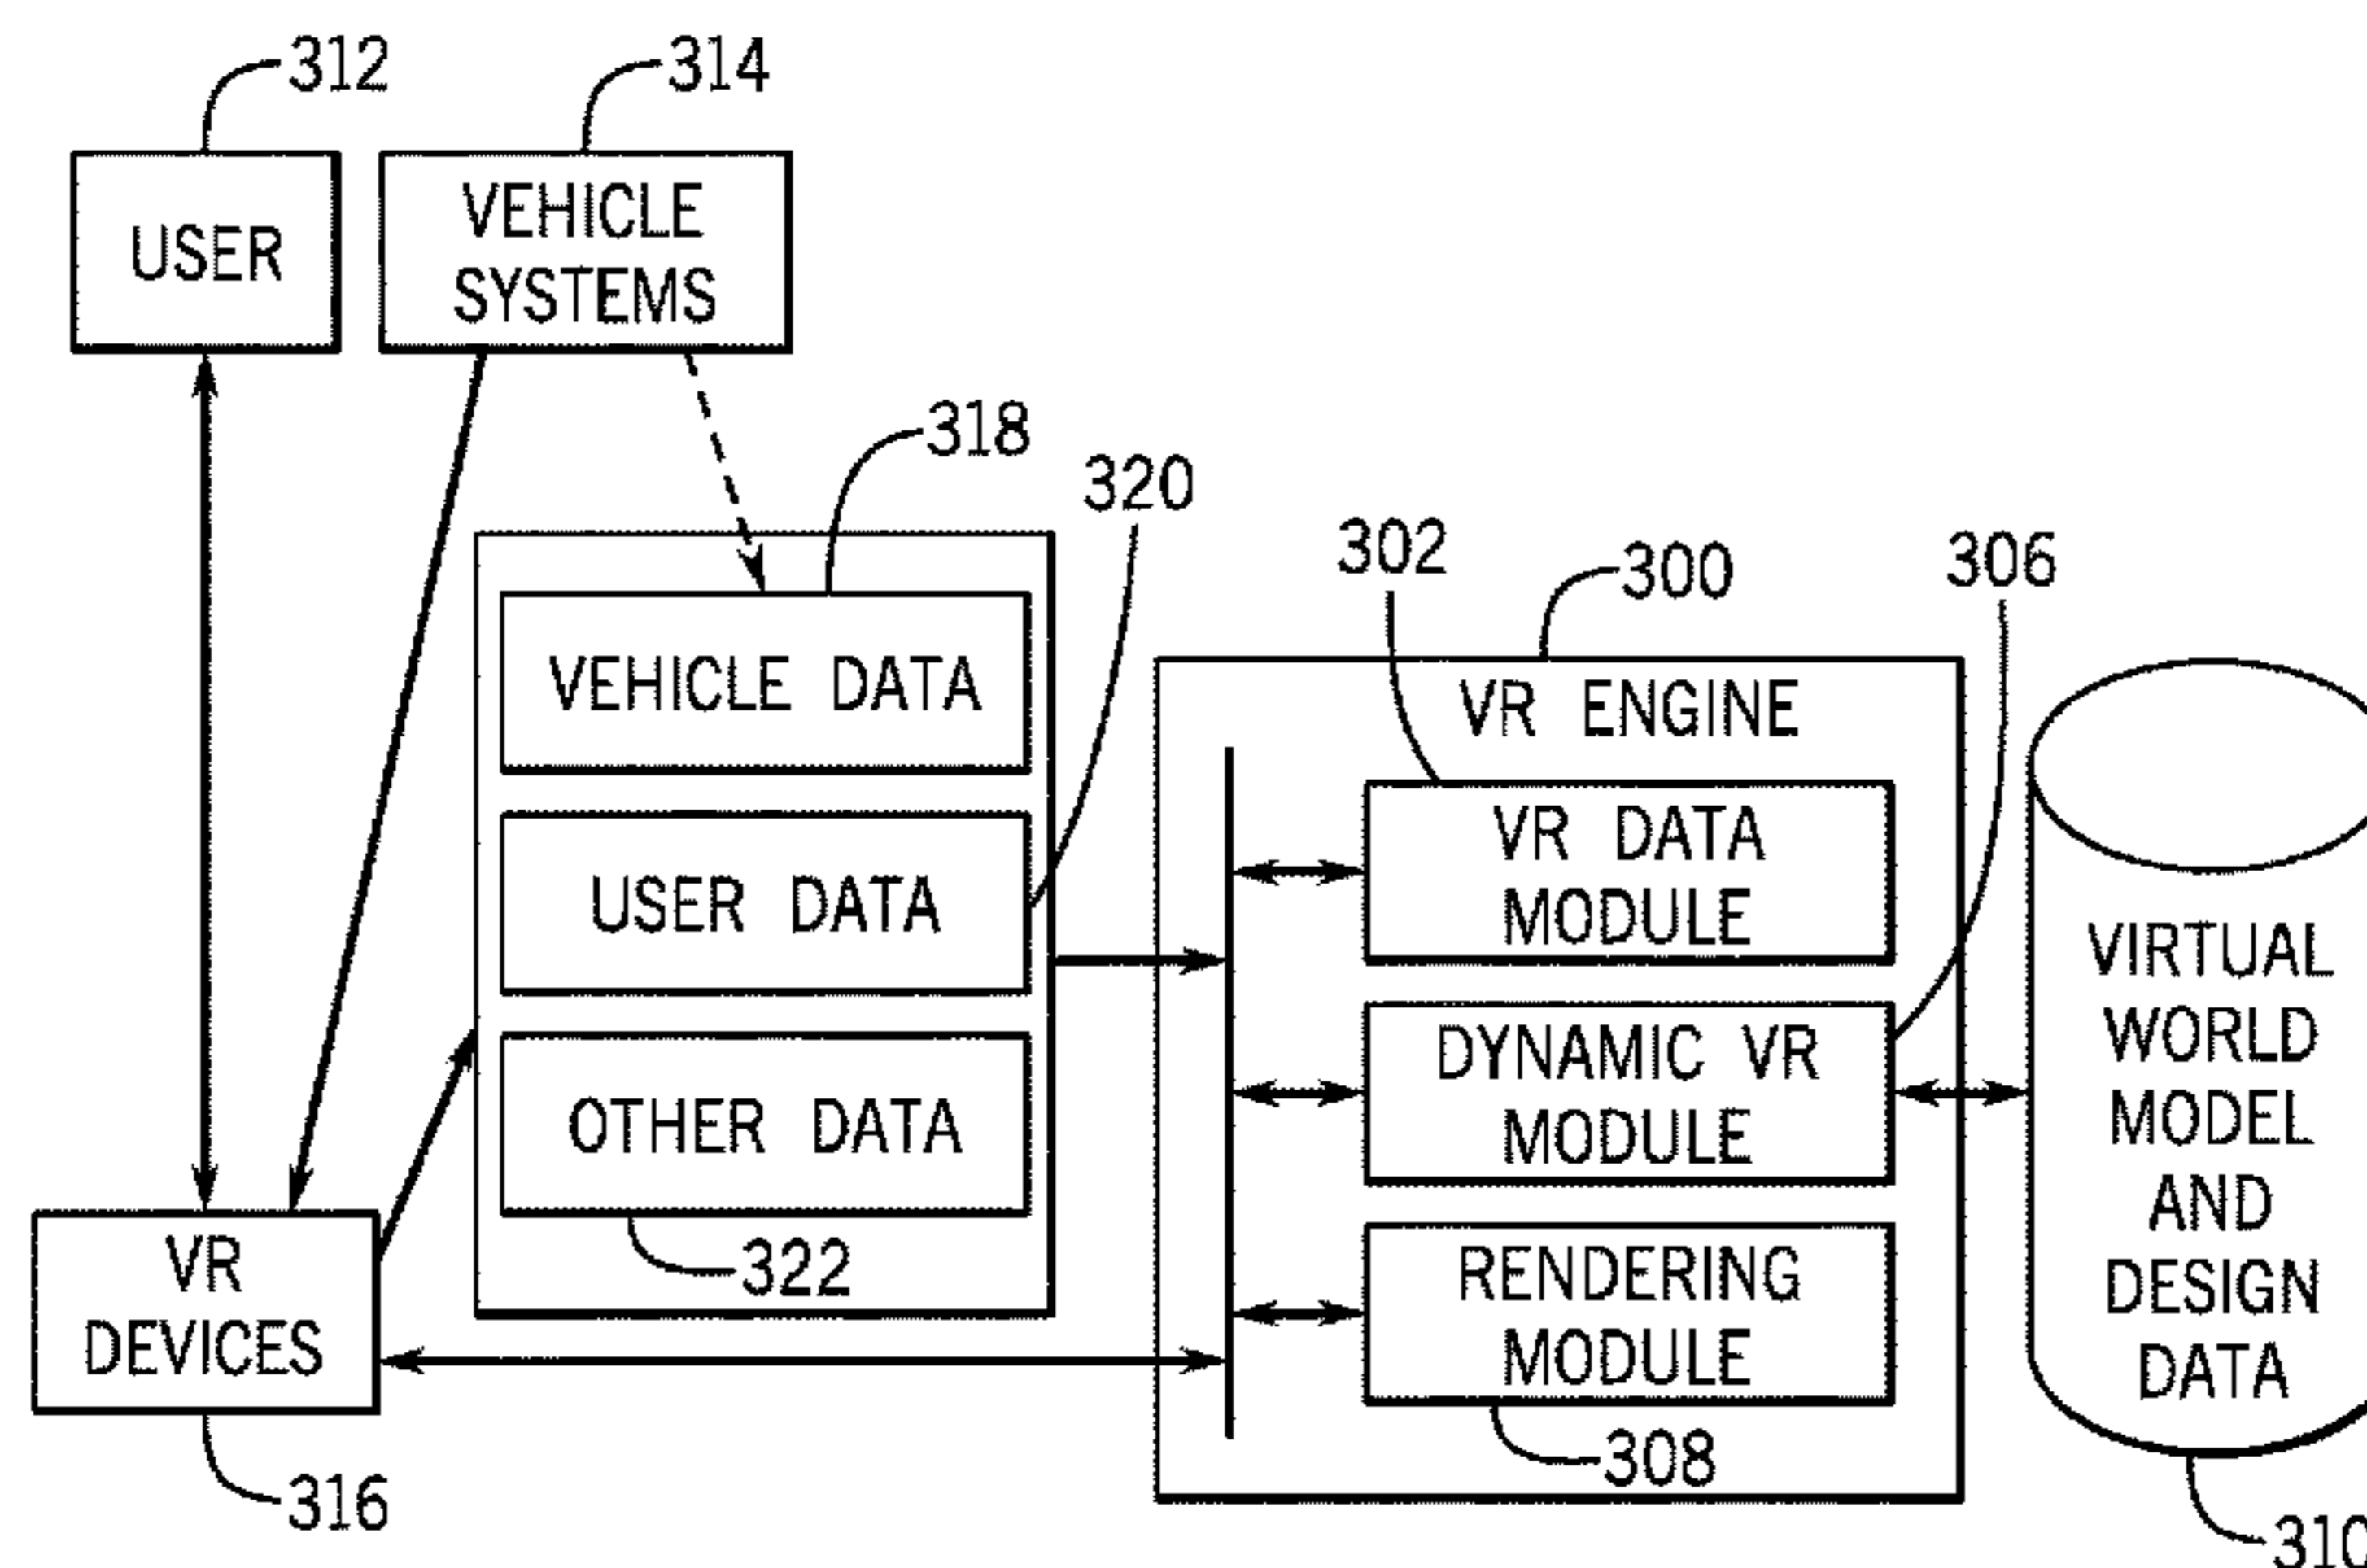 312
314
USER
VEHICLE
SYSTEMS
318
320
302
300
306
VEHICLE DATA
USER DATA
OTHER DATA
322
VR ENGINE
VR DATA
MODULE
DYNAMIC VR
MODULE
RENDERING
MODULE
308
VIRTUAL
WORLD
MODEL
AND
DESIGN
DATA
310
VR
DEVICES
316